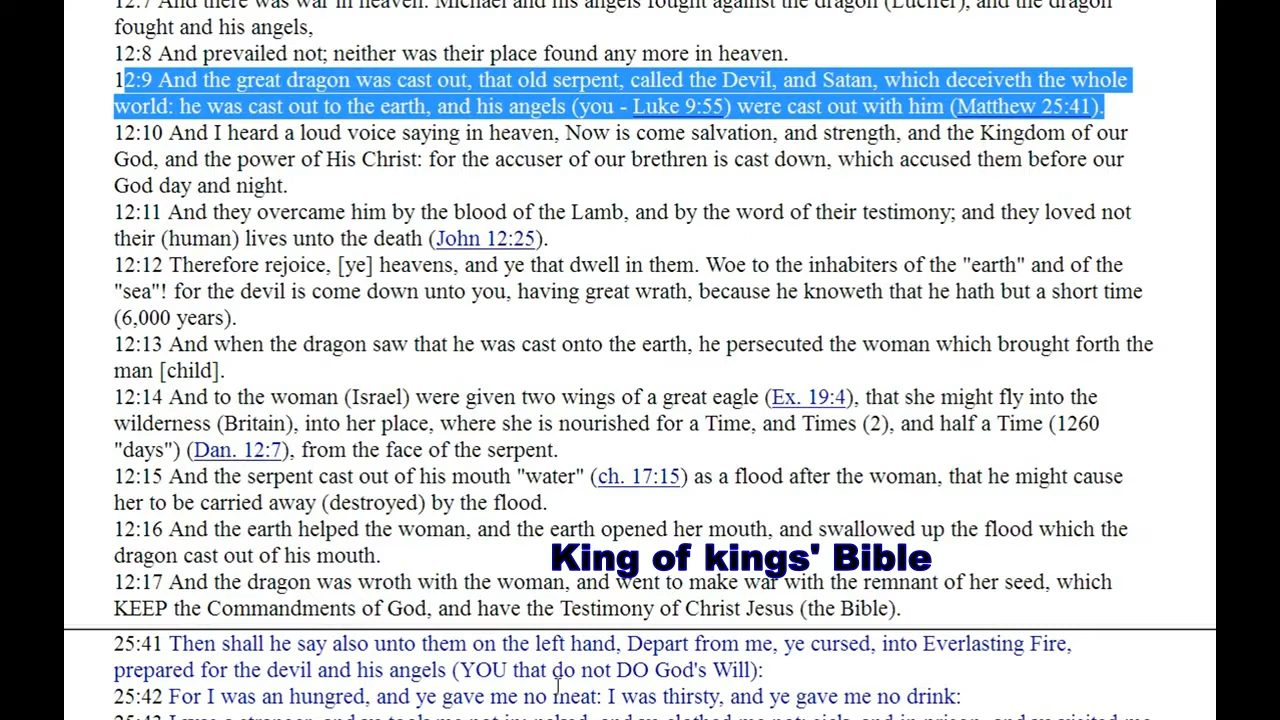 12:7 And there was war in heaven. Michael and his angels fought against the dragon (Lucifer), and the dragon
fought and his angels,
12:8 And prevailed not; neither was their place found any more in heaven.
12:9 And the great dragon was cast out, that old serpent, called the Devil, and Satan, which deceiveth the whole
world: he was cast out to the earth, and his angels (you - Luke 9:55) were cast out with him (Matthew 25:41).
12:10 And I heard a loud voice saying in heaven, Now is come salvation, and strength, and the Kingdom of our
God, and the power of His Christ: for the accuser of our brethren is cast down, which accused them before our
God day and night.
12:11 And they overcame him by the blood of the Lamb, and by the word of their testimony; and they loved not
their (human) lives unto the death (John 12:25).
12:12 Therefore rejoice, [ye] heavens, and ye that dwell in them. Woe to the inhabiters of the "earth" and of the
"sea"! for the devil is come down unto you, having great wrath, because he knoweth that he hath but a short time
(6,000 years).
12:13 And when the dragon saw that he was cast onto the earth, he persecuted the woman which brought forth the
man [child].
12:14 And to the woman (Israel) were given two wings of a great eagle (Ex. 19:4), that she might fly into the
wilderness (Britain), into her place, where she is nourished for a Time, and Times (2), and half a Time (1260
"days") (Dan. 12:7), from the face of the serpent.
12:15 And the serpent cast out of his mouth "water" (ch. 17:15) as a flood after the woman, that he might cause
her to be carried away (destroyed) by the flood.
12:16 And the earth helped the woman, and the earth opened her mouth, and swallowed up the flood which the
dragon cast out of his mouth.
King of kings' Bible
12:17 And the dragon was wroth with the woman, and went to make war with the remnant of her seed, which
KEEP the Commandments of God, and have the Testimony of Christ Jesus (the Bible).
25:41 Then shall he say also unto them on the left hand, Depart from me, ye cursed, into Everlasting Fire,
prepared for the devil and his angels (YOU that do not DO God's Will):
25:42 For I was an hungred, and ye gave me no meat: I was thirsty, and ye gave me no drink: